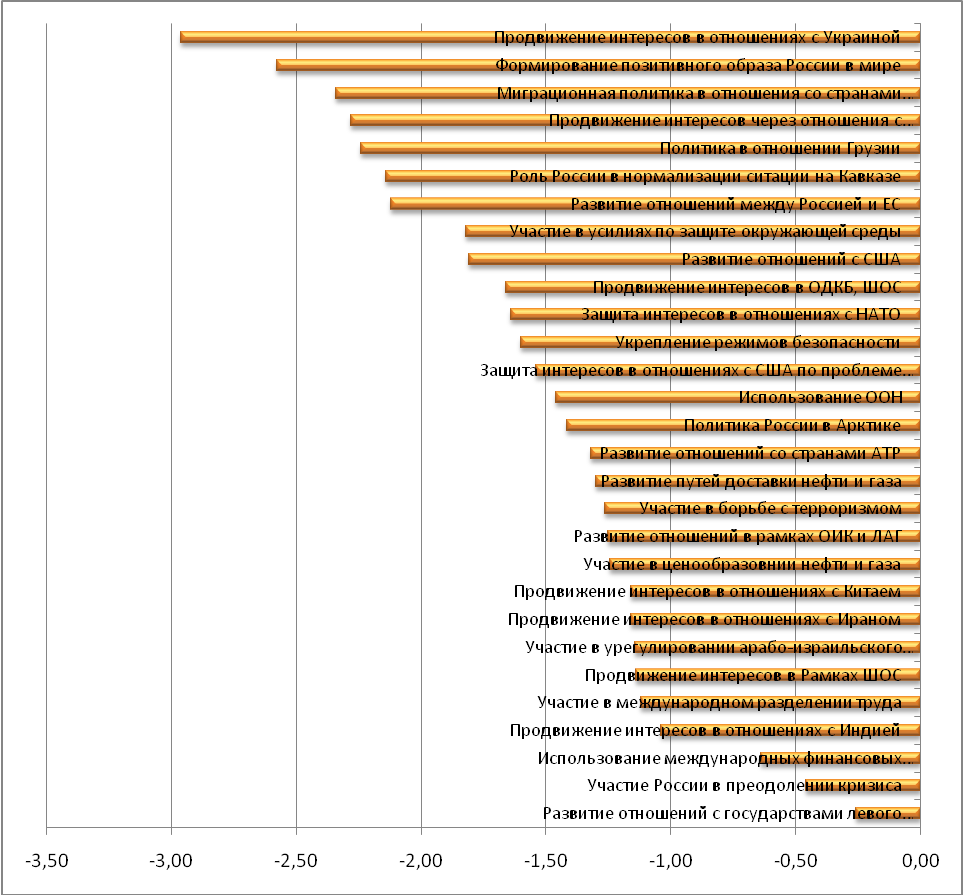 Продвижение интересов в отношениях с Украиной
Формирование позитивного образа России в мире
Миграционная политика в отношения со странами...
Продвижение интересов через отношения с...
Политика в отношении Грузии
Роль России в нормализации ситации на Кавказе
Развитие отношений между Россией и ЕС
Участие в усилиях по защите окружающей среды
Развитие отношений с США
Продвижение интересов в ОДКБ, ШОС
Защита интересов в отношениях с НАТО
Укрепление режимов безопасности
Защита интересов в отношениях с США по проблеме...
Использование ООН
Политика России в Арктике
Развитие отношений со странами АТР
Развитие путей доставки нефти и газа
Участие в борьбе с терроризмом
Развитие отношений в рамках ОИК и ЛАГ
Участие в ценообразовнии нефти и газа
Продвижение интересов в отношениях с Китаем
Продвижение интересов в отношениях с Ираном
Участие в урегулировании арабо-израильского...
Продвижение интересов в Рамках ШОС
Участие в международном разделении труда
Продвижение интересов в отношениях с Индией
Использование международных финансовых...
Участие России в преодолении кризиса
Развитие отношений с государствами левого...
-3,50 -3,00 -2,50 -2,00 -1,50 -1,00 -0,50 0,00